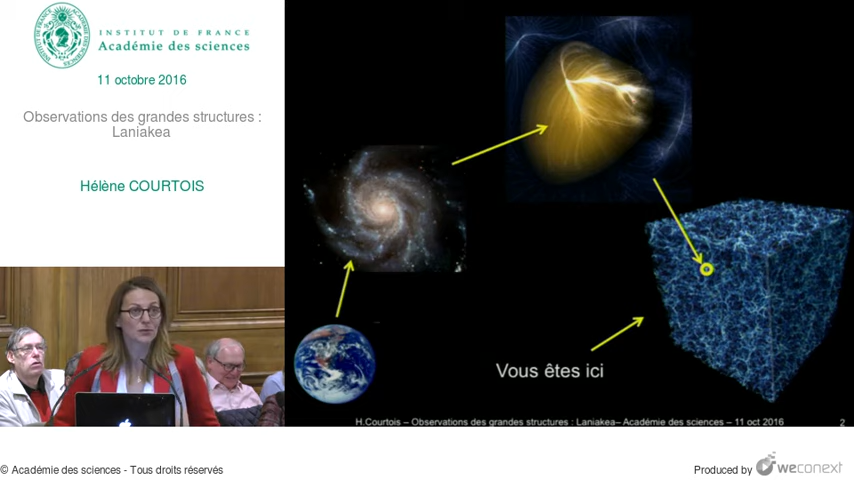 INSTITUT DE FRANCE
Académie des sciences
11 octobre 2016
Observations des grandes structures :
Laniakea
Hélène COURTOIS
Vous êtes ici
H.Courtois – Observations des grandes structures : Laniakea– Académie des sciences – 11 oct 2016
2
© Académie des sciences - Tous droits réservés
Produced by weconext